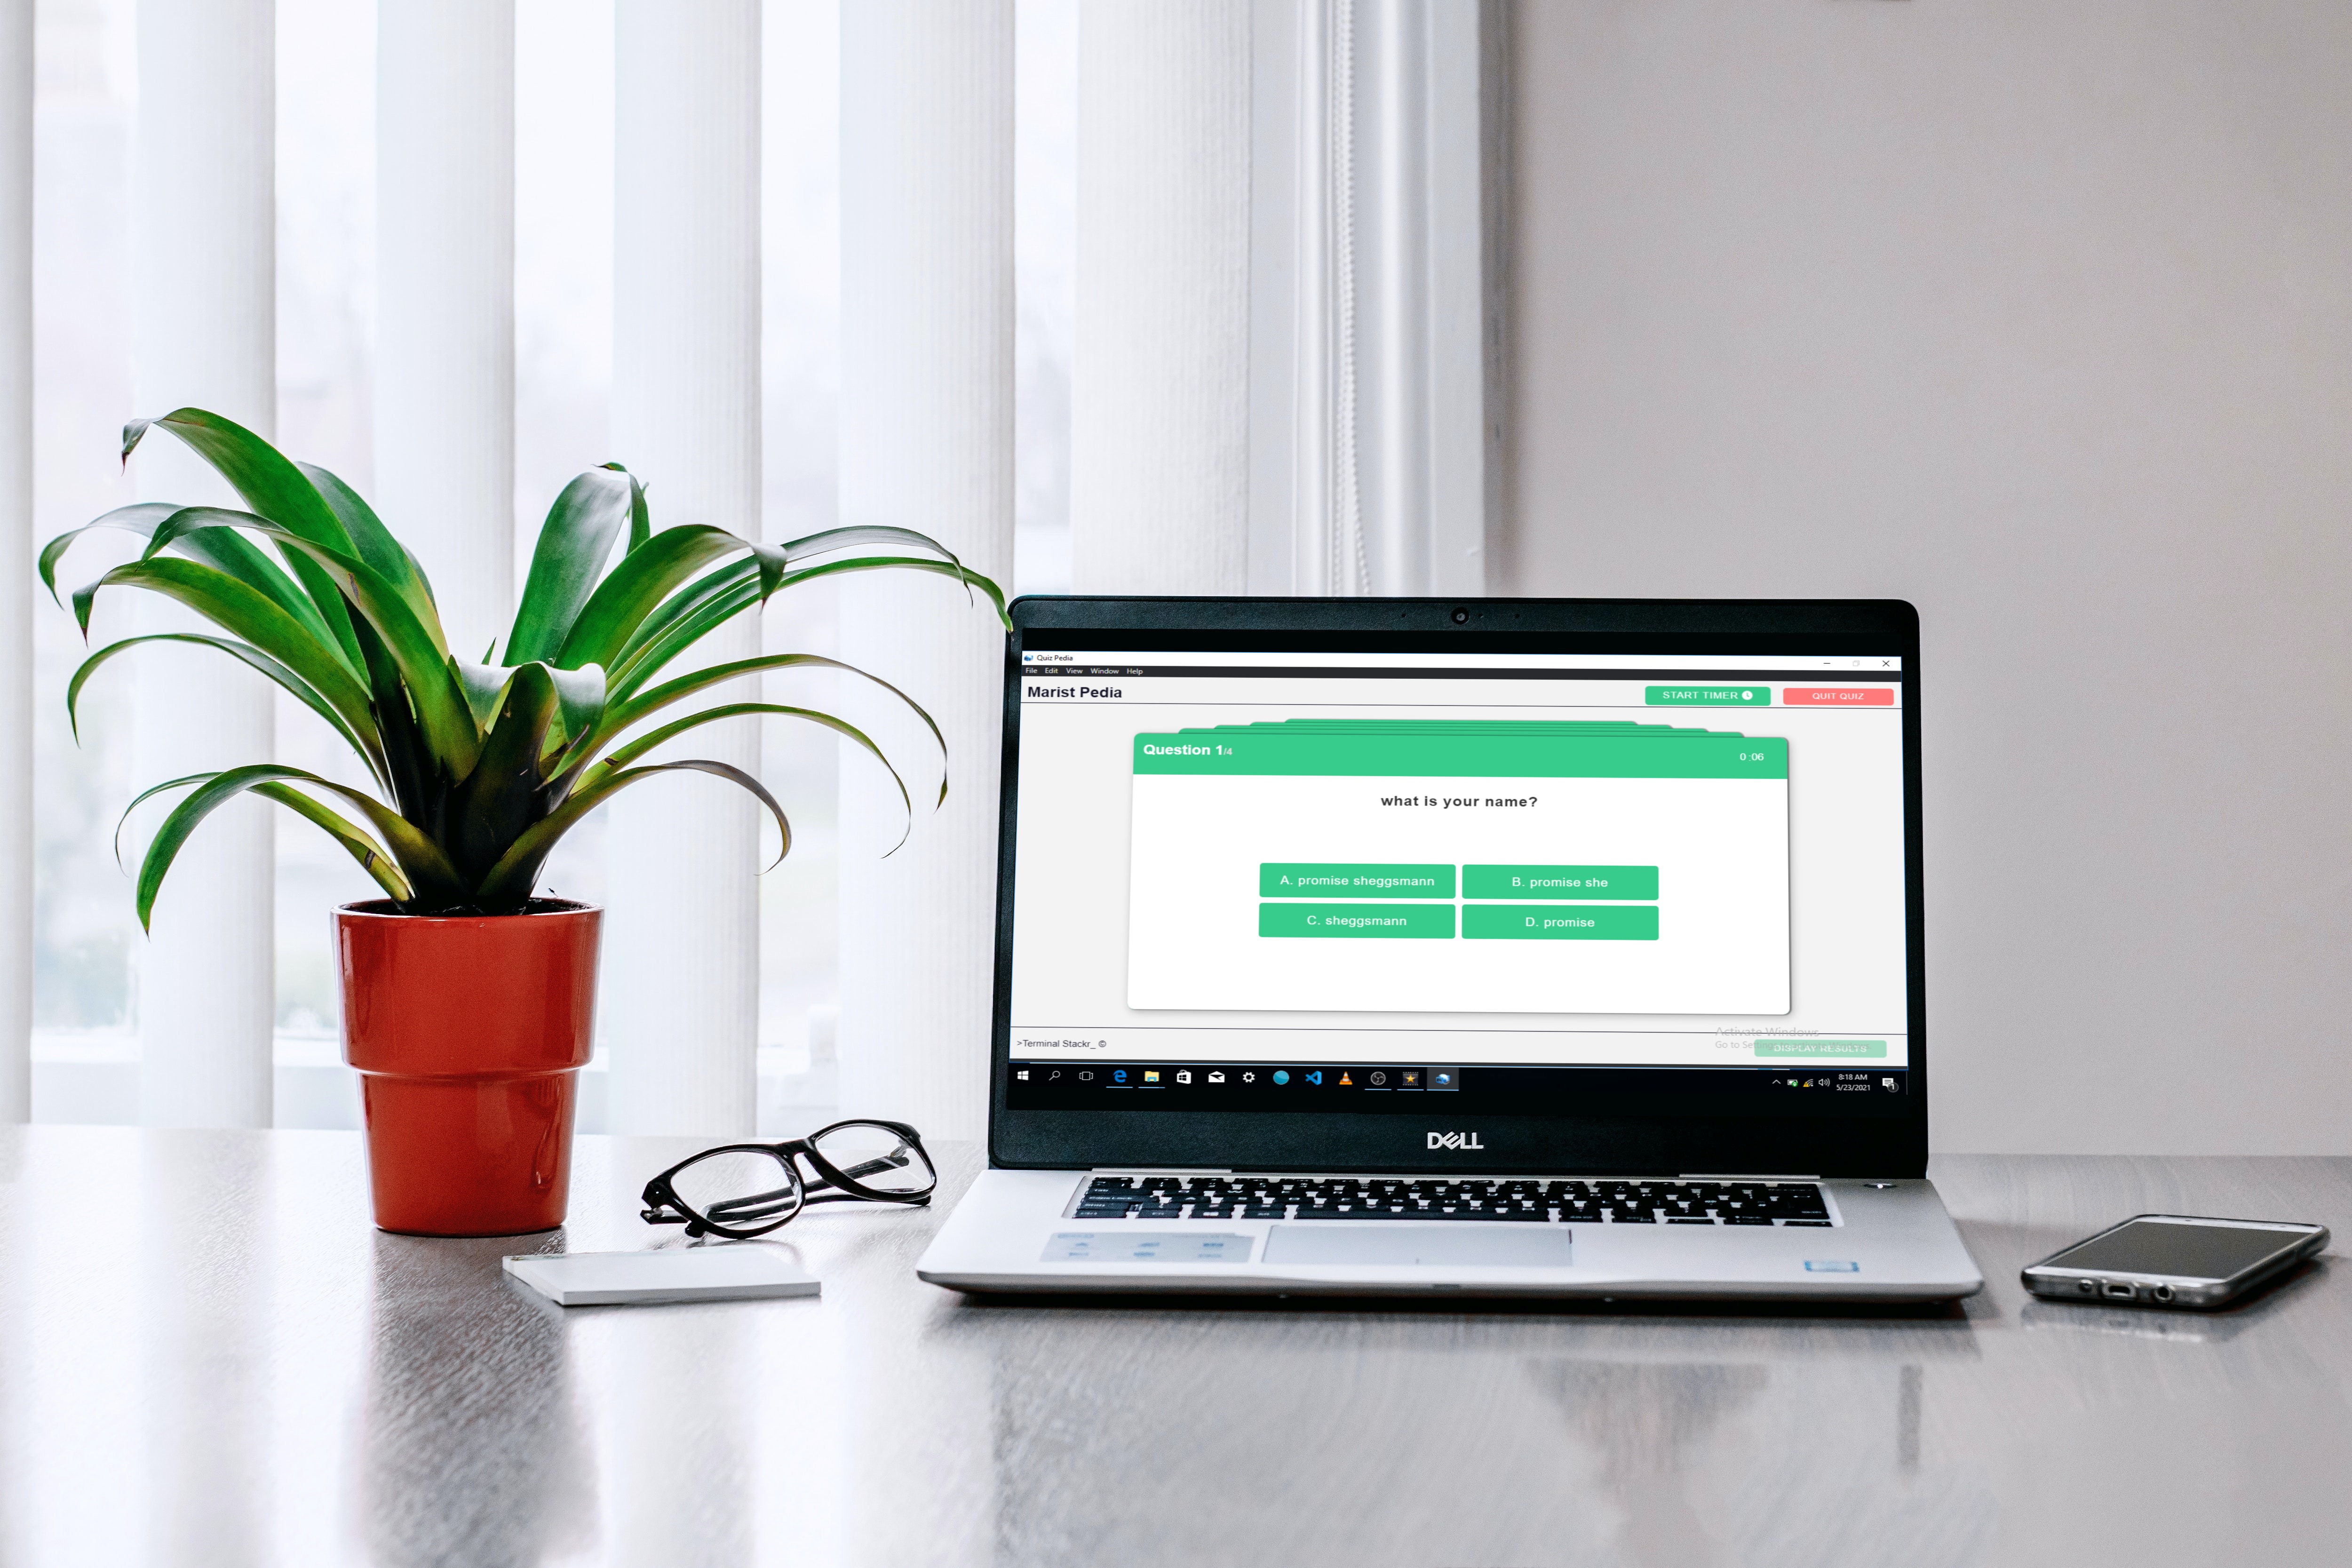 Quiz Pedia
File Edit View Window Help
Marist Pedia
START TIMER
QUIT QUIZ
Question 1/4
0:06
what is your name?
A. promise sheggsmann
B. promise she
C. sheggsmann
D. promise
Activate Windows
Go to
>Terminal Stackr_ ©
DISPLAY RESULTS
8:18 AM
5/23/2021
1
DELL